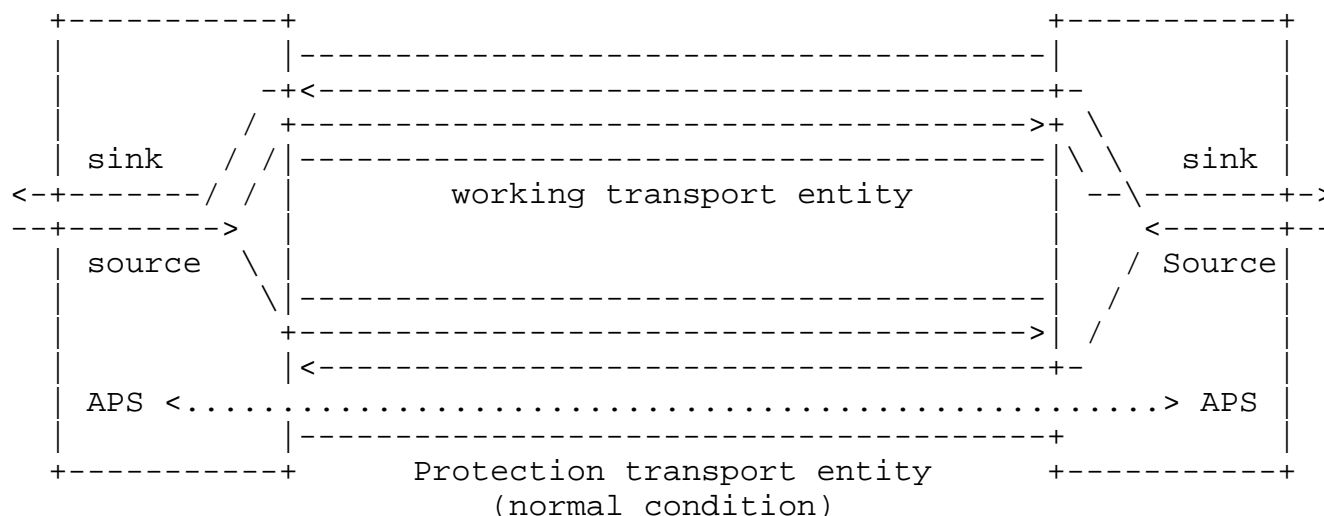 sink sink
working transport entity
source Source
APS APS
Protection transport entity
(normal condition)